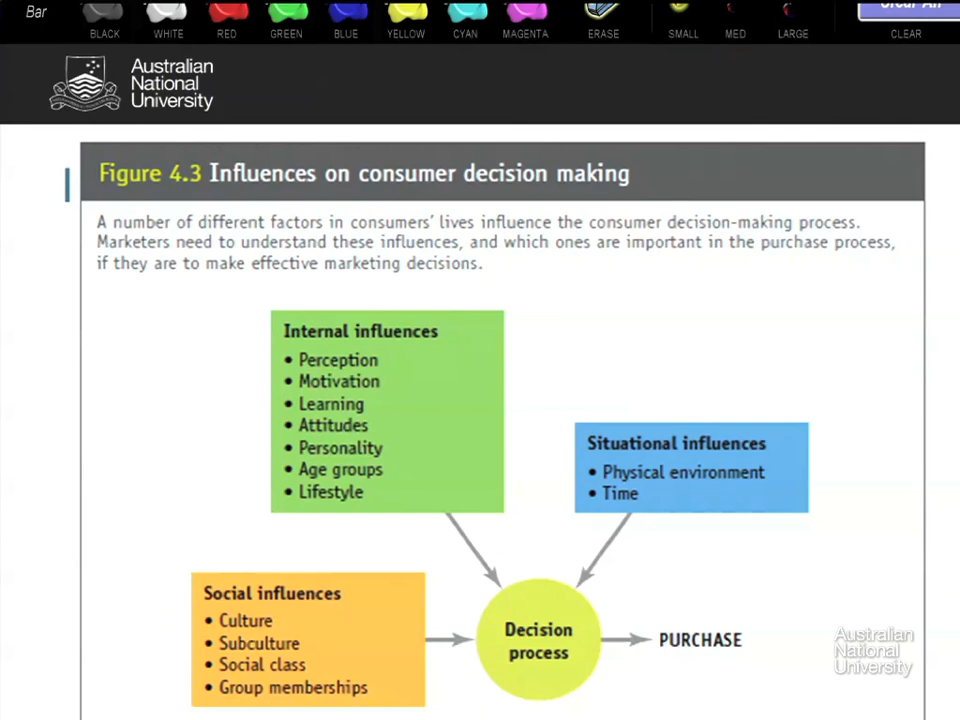 Bar
BLACK WHITE RED GREEN BLUE YELLOW CYAN MAGENTA ERASE SMALL MED LARGE CLEAR
Australian
National
University
Figure 4.3 Influences on consumer decision making
A number of different factors in consumers' lives influence the consumer decision-making process.
Marketers need to understand these influences, and which ones are important in the purchase process,
if they are to make effective marketing decisions.
Internal influences
• Perception
• Motivation
• Learning
• Attitudes
• Personality
• Age groups
• Lifestyle
Situational influences
• Physical environment
• Time
Social influences
• Culture
• Subculture
• Social class
• Group memberships
Decision
process
PURCHASE
Australian
National
University